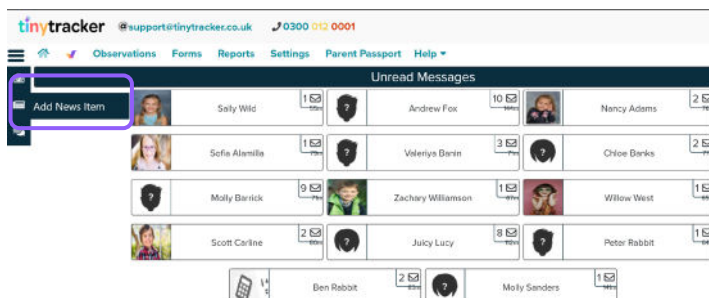 tinytracker @support@tinytracker.co.uk 0300 012 0001
Observations Forms Reports Settings Parent Passport Help
Unread Messages
Add News Item
Sally Wild 1 Andrew Fox 10 Nancy Adams 2
Sofia Alamilla 1 Valeriya Banin 3 Chloe Banks 2
Molly Barrick 9 Zachary Williamson 1 Willow West 1
Scott Carline 2 Juicy Lucy 8 Peter Rabbit 1
Ben Rabbit 2 Molly Sanders 1